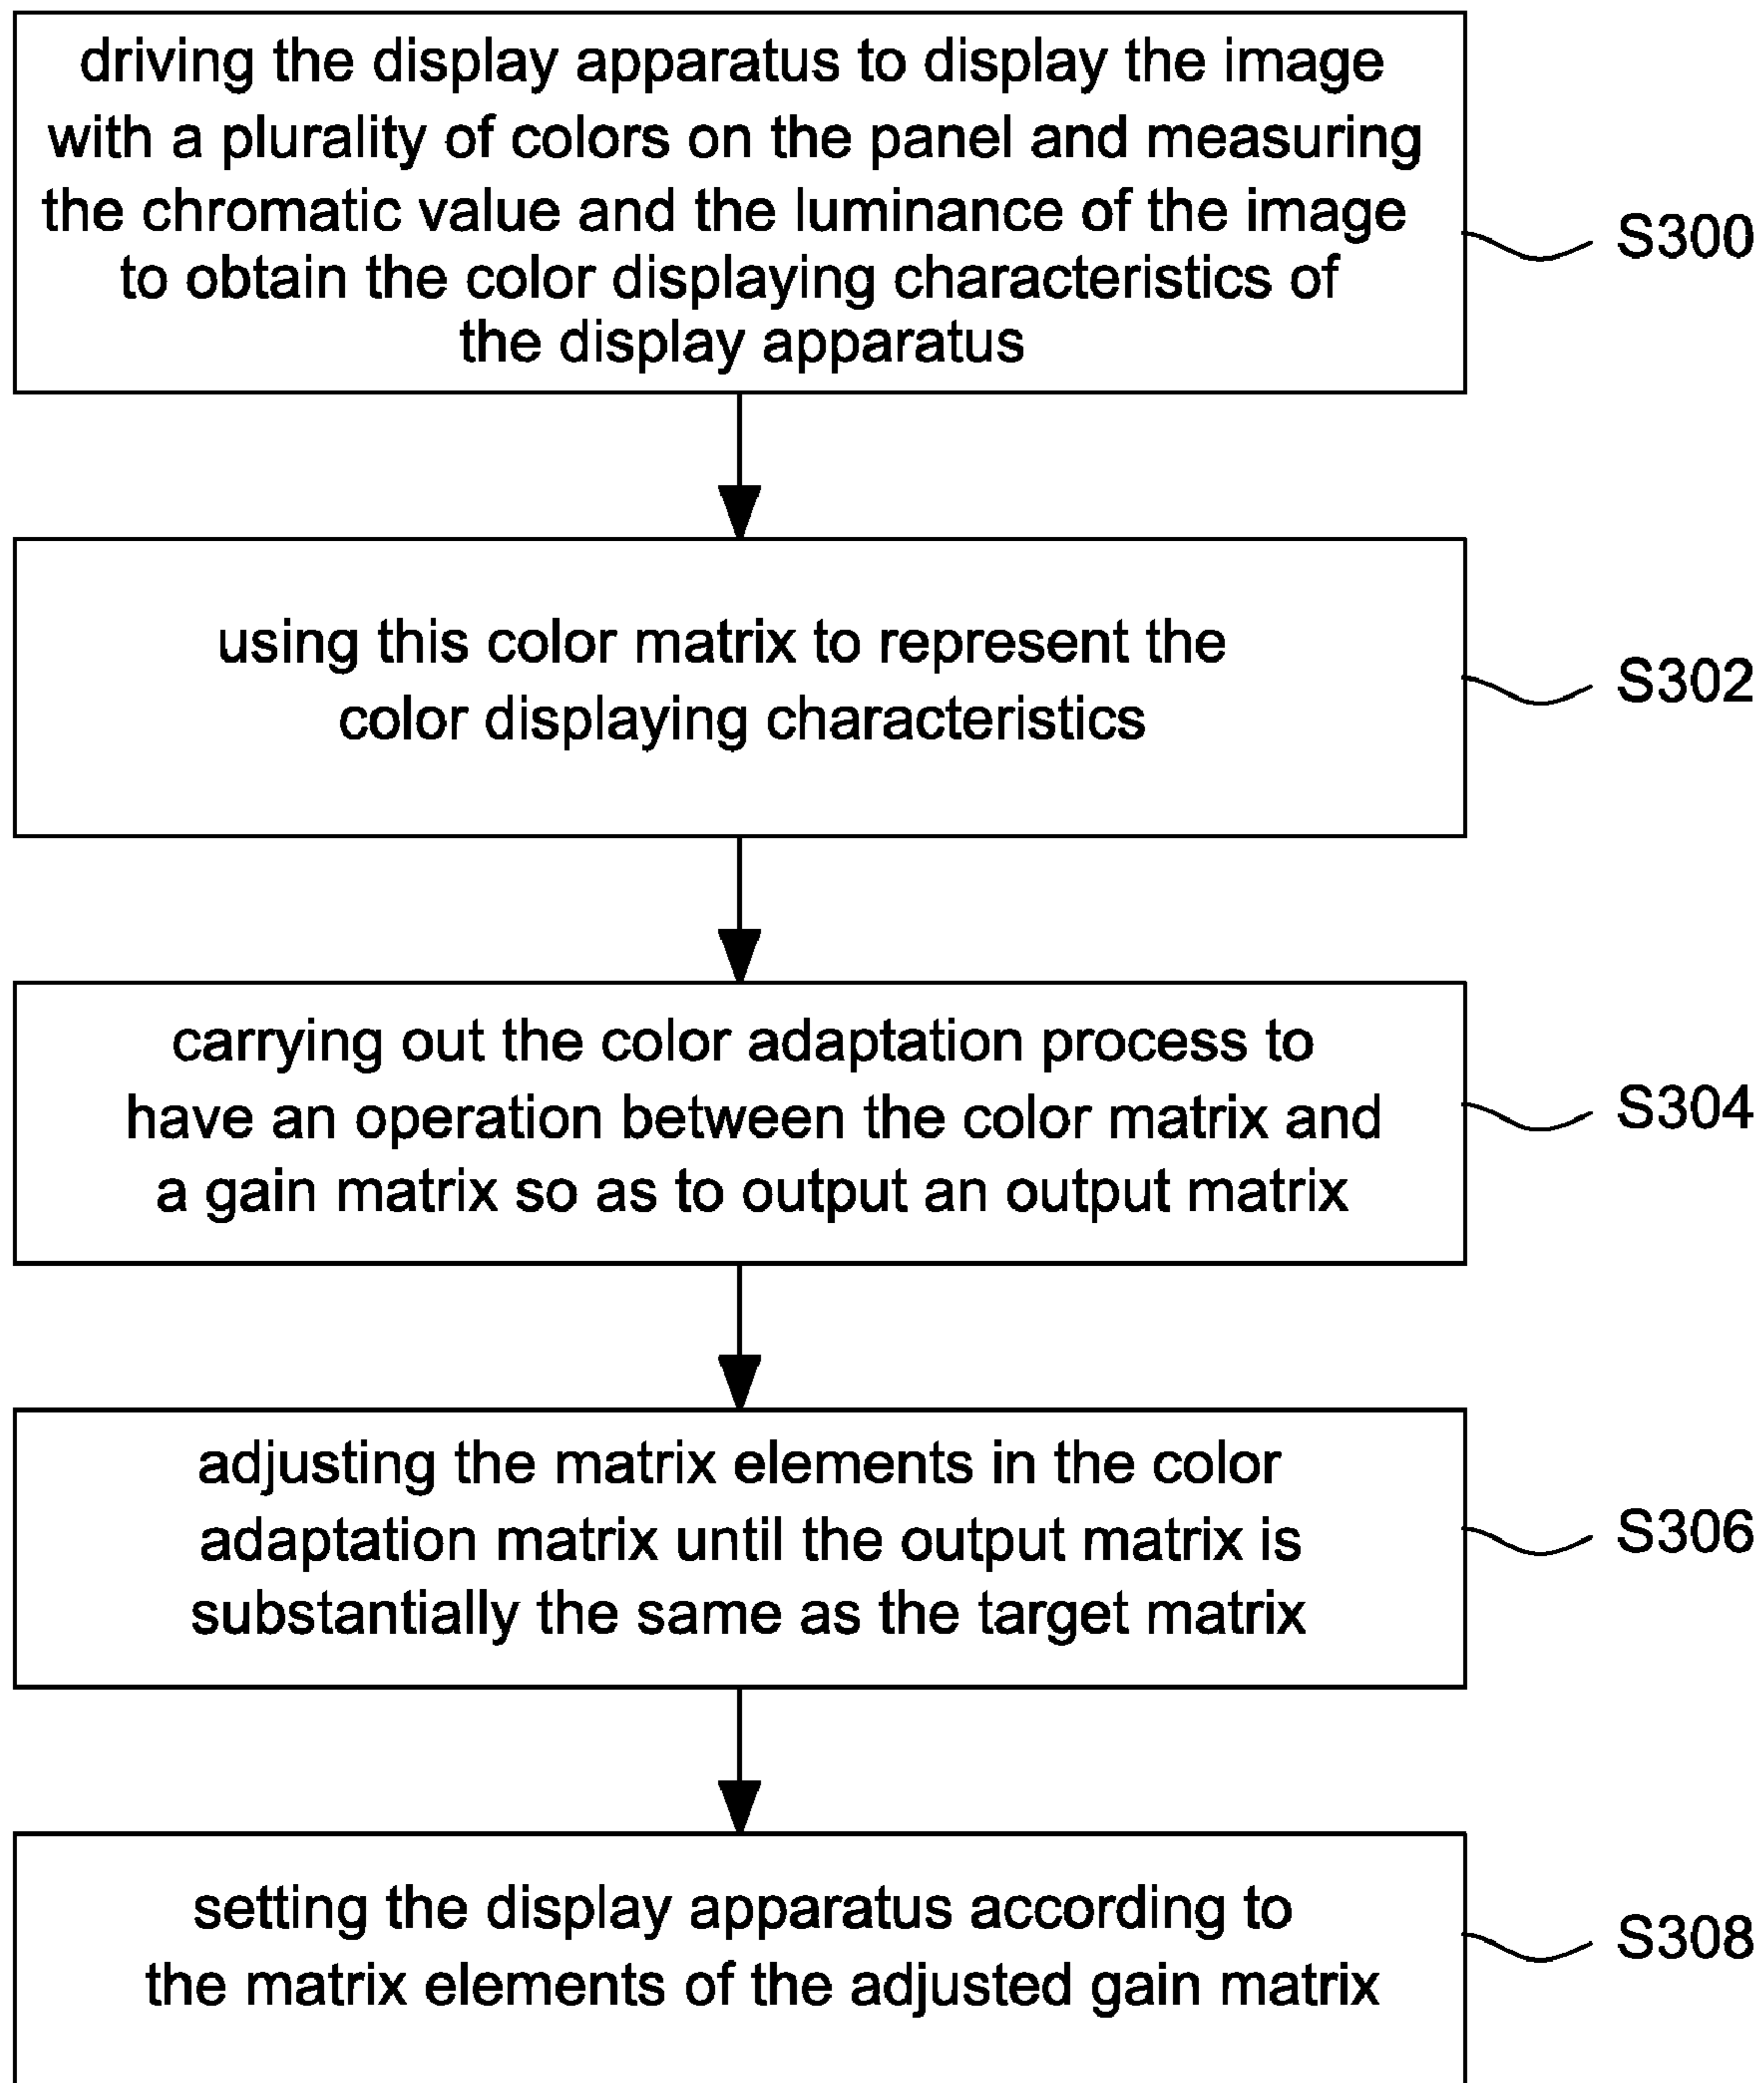 driving the display apparatus to display the image
with a plurality of colors on the panel and measuring
the chromatic value and the luminance of the image
to obtain the color displaying characteristics of
the display apparatus
S300
using this color matrix to represent the
color displaying characteristics
S302
carrying out the color adaptation process to
have an operation between the color matrix and
a gain matrix so as to output an output matrix
S304
adjusting the matrix elements in the color
adaptation matrix until the output matrix is
substantially the same as the target matrix
S306
setting the display apparatus according to
the matrix elements of the adjusted gain matrix
S308